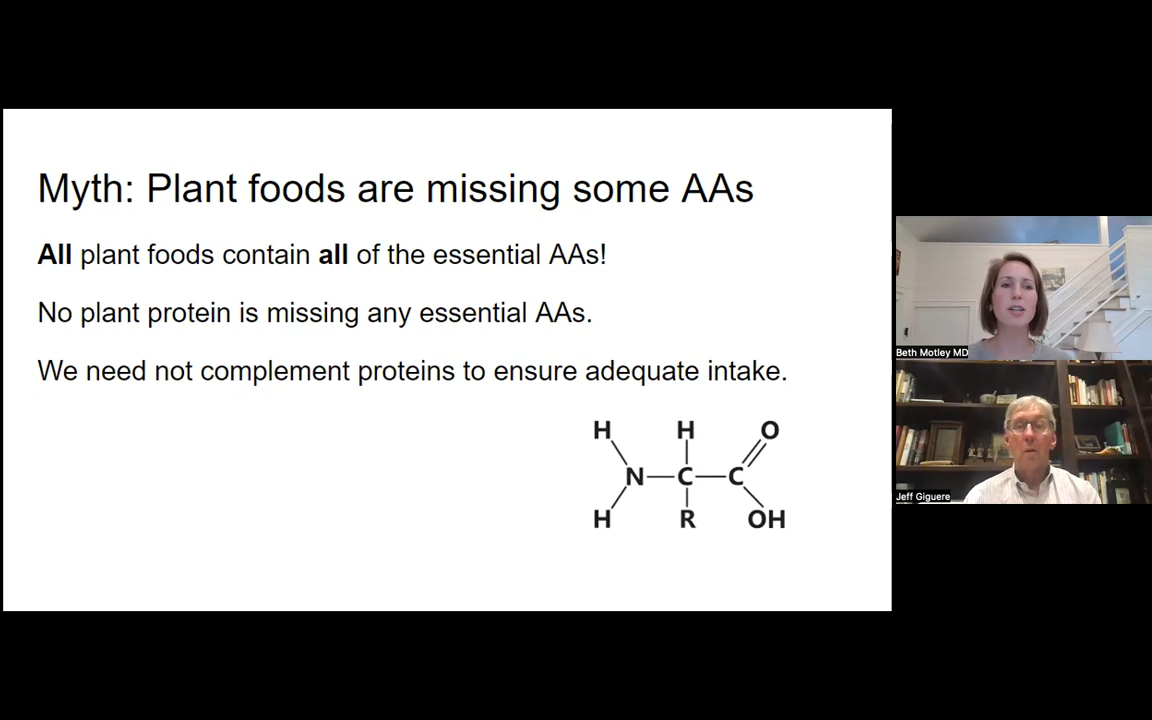 Myth: Plant foods are missing some AAs
All plant foods contain all of the essential AAs!
No plant protein is missing any essential AAs.
We need not complement proteins to ensure adequate intake.
H H O
N C C
H R OH
Beth Motley MD
Jeff Giguere